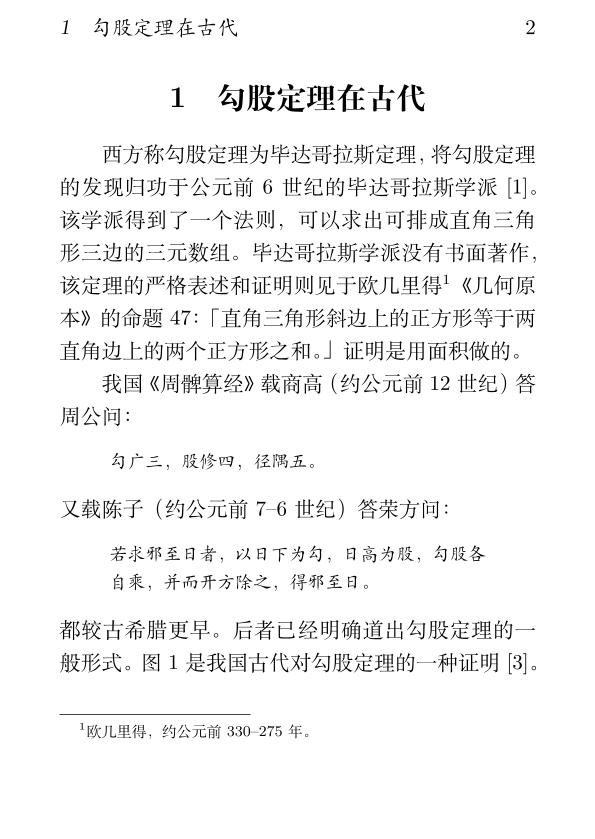 1 勾股定理在古代 2
1 勾股定理在古代
西方称勾股定理为毕达哥拉斯定理，将勾股定理
的发现归功于公元前 6 世纪的毕达哥拉斯学派 [1]。
该学派得到了一个法则，可以求出可排成直角三角
形三边的三元数组。毕达哥拉斯学派没有书面著作，
该定理的严格表述和证明则见于欧几里得1《几何原
本》的命题 47：「直角三角形斜边上的正方形等于两
直角边上的两个正方形之和。」证明是用面积做的。
我国《周髀算经》载商高（约公元前 12 世纪）答
周公问：
勾广三，股修四，径隅五。
又载陈子（约公元前 7–6 世纪）答荣方问：
若求邪至日者，以日下为勾，日高为股，勾股各
自乘，并而开方除之，得邪至日。
都较古希腊更早。后者已经明确道出勾股定理的一
般形式。图 1 是我国古代对勾股定理的一种证明 [3]。
1欧几里得，约公元前 330–275 年。